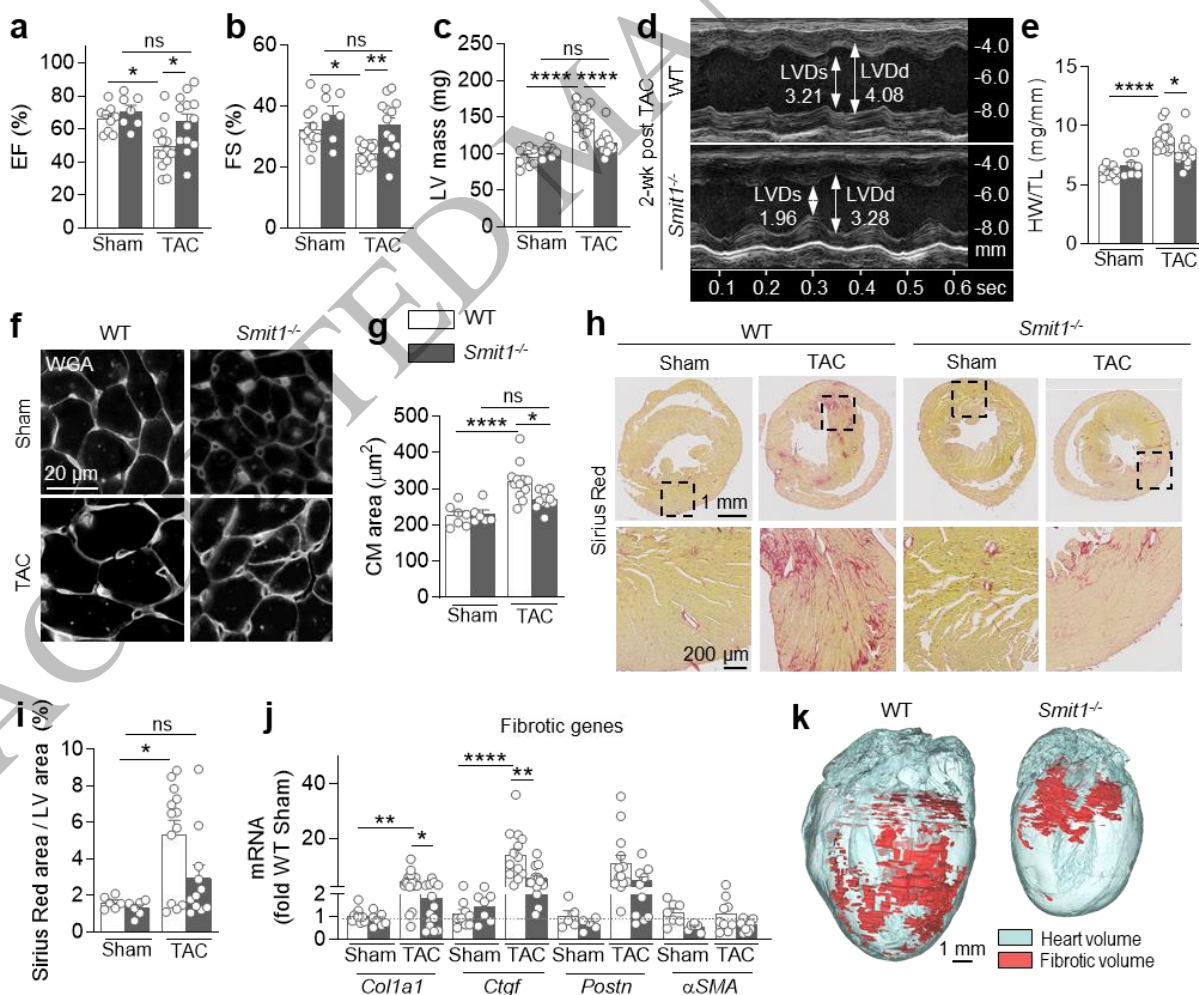 a
EF (%)
100
80
60
40
20
0
ns
*
*
Sham
TAC
b
FS (%)
60
40
20
0
ns
*
**
Sham
TAC
c
LV mass (mg)
250
200
150
100
50
0
ns
**** ****
Sham
TAC
d
2-wk post TAC
WT
Smit1-/-
LVDs
3.21
LVDd
4.08
-4.0
-6.0
-8.0
LVDs
1.96
LVDd
3.28
-4.0
-6.0
-8.0
mm
0.1 0.2 0.3 0.4 0.5 0.6 sec
e
HW/TL (mg/mm)
15
10
5
0
****
*
Sham
TAC
f
WT
Smit1-/-
WGA
Sham
20 µm
TAC
g
WT
Smit1-/-
CM area (µm2)
500
400
300
200
100
0
ns
****
*
Sham
TAC
h
WT
Smit1-/-
Sham
TAC
Sham
TAC
Sirius Red
1 mm
200 µm
i
Sirius Red area / LV area (%)
10
8
6
4
2
0
ns
*
Sham
TAC
j
Fibrotic genes
mRNA
(fold WT Sham)
40
20
2
1
0
**
*
****
**
Sham TAC Sham TAC Sham TAC Sham TAC
Col1a1 Ctgf Postn αSMA
k
WT
Smit1-/-
1 mm
Heart volume
Fibrotic volume